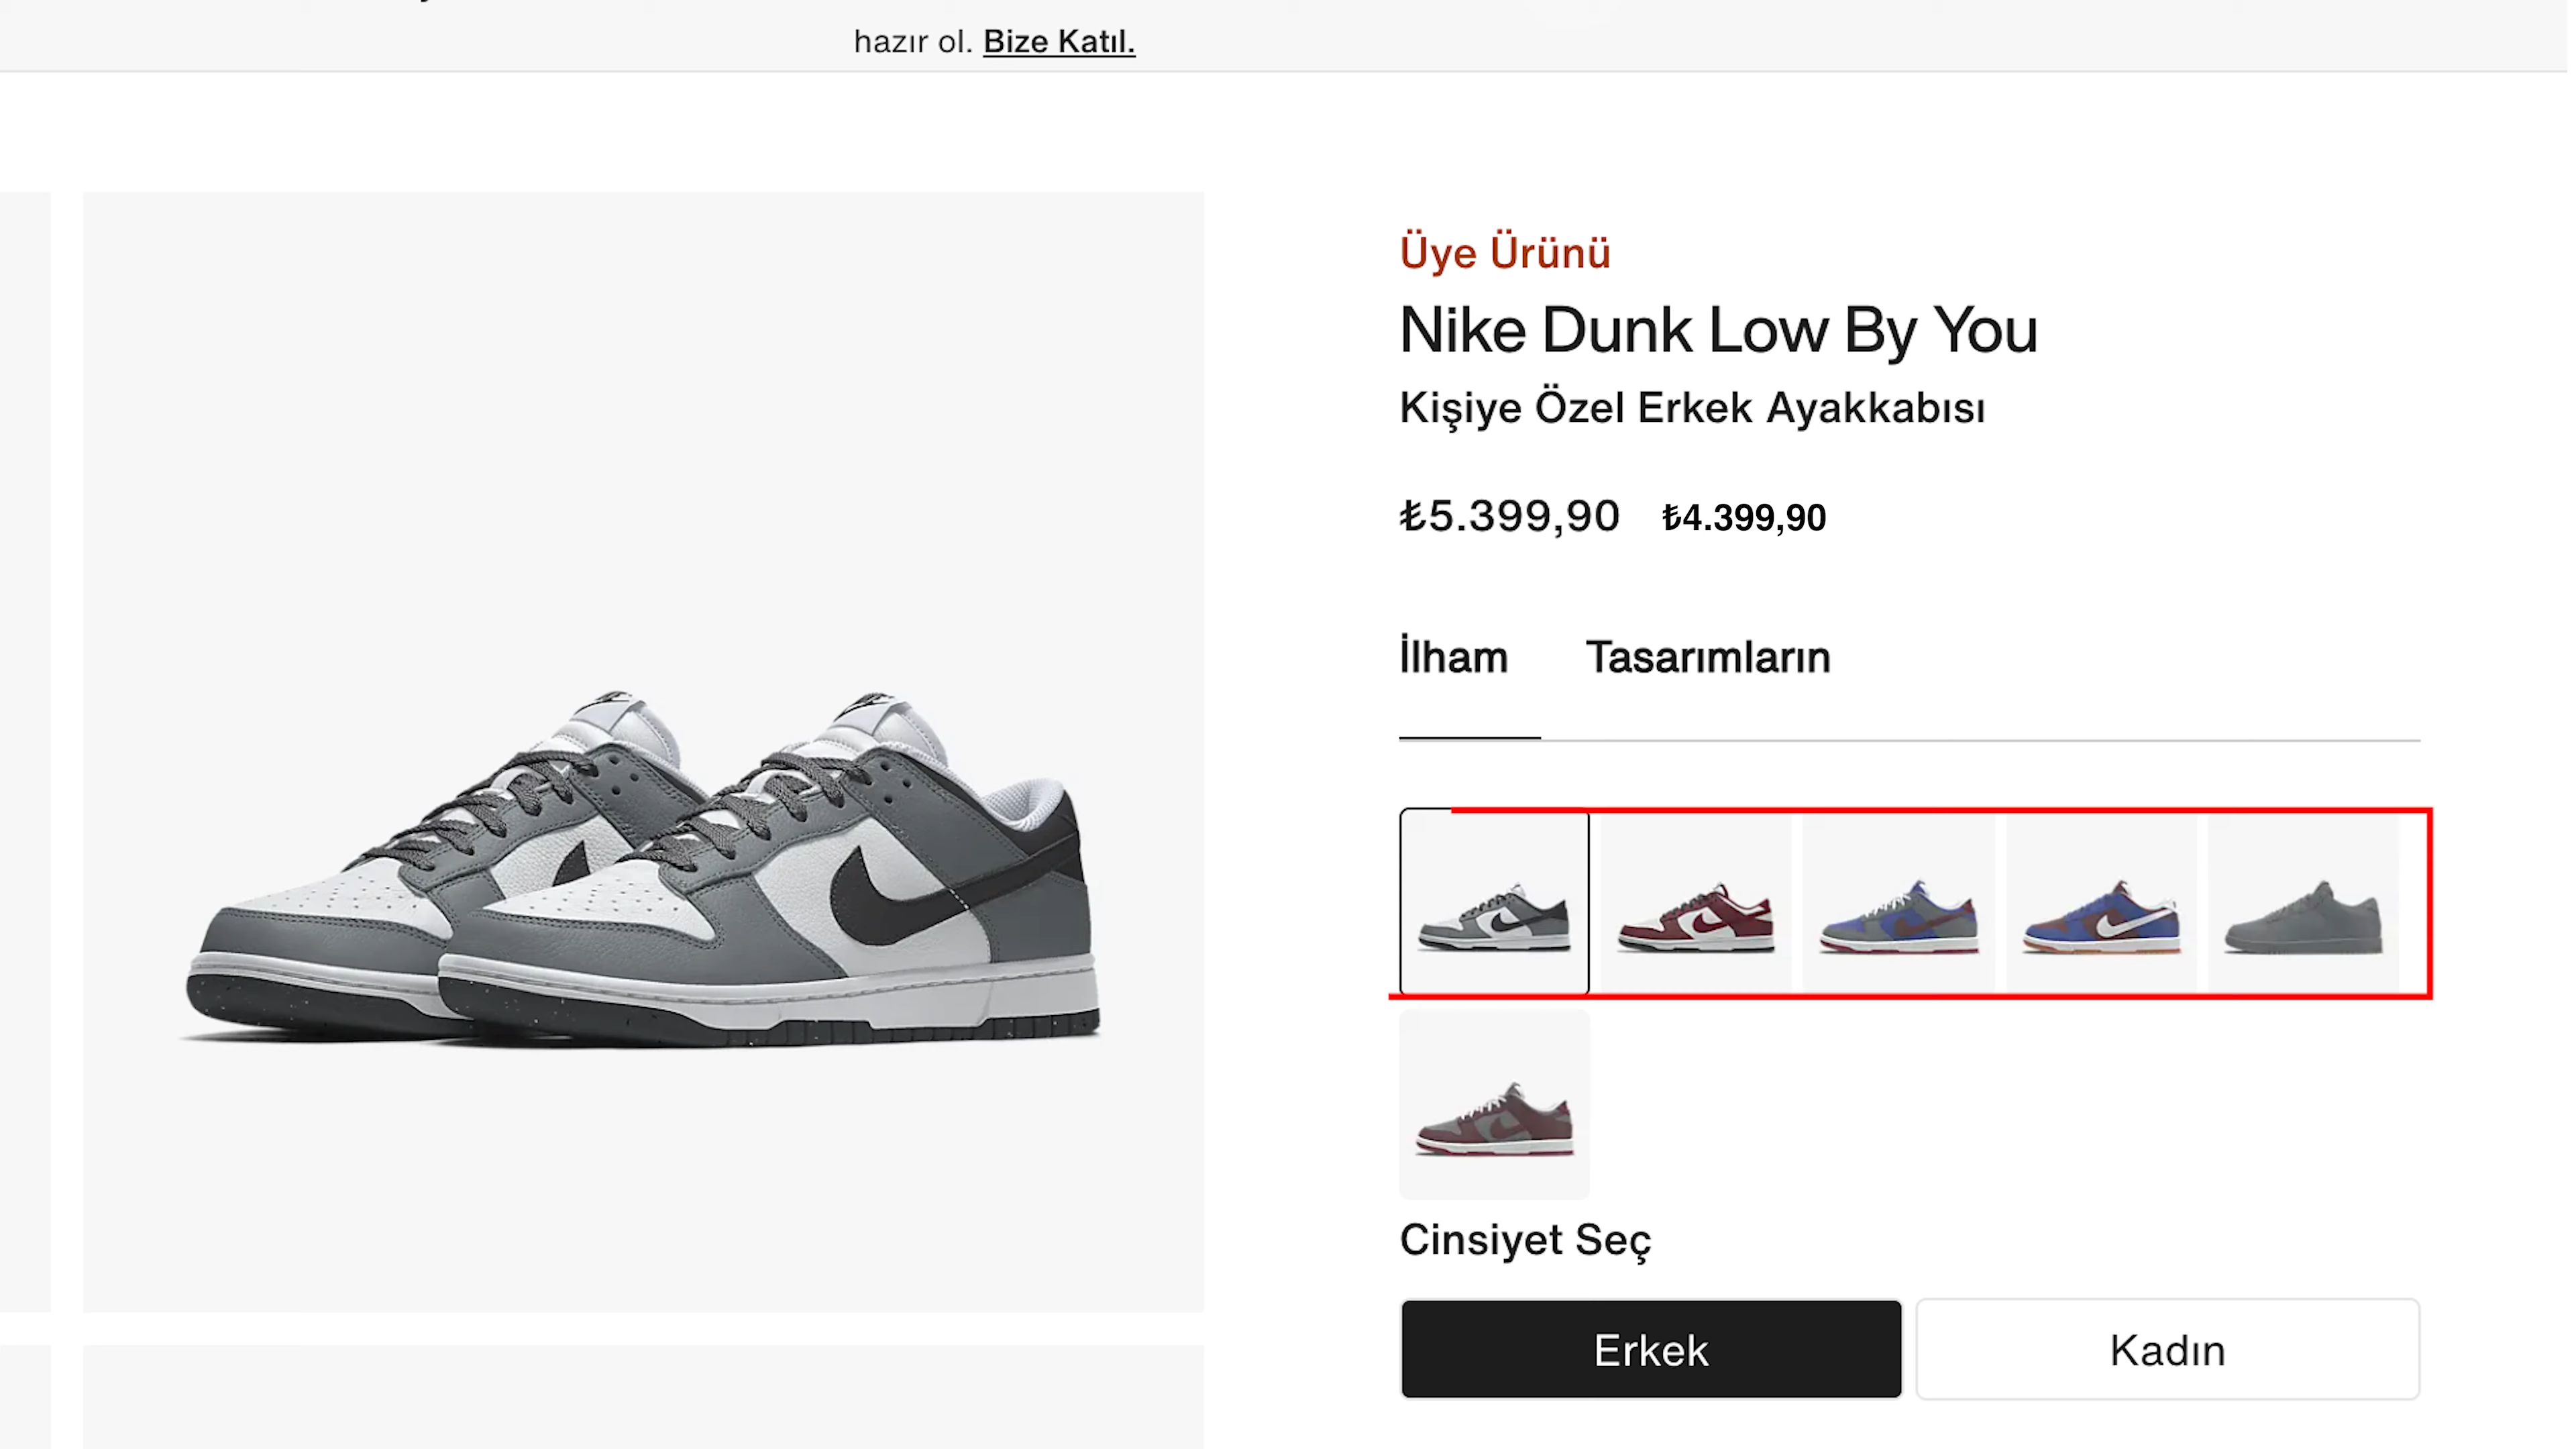 hazır ol. Bize Katıl.
Üye Ürünü
Nike Dunk Low By You
Kişiye Özel Erkek Ayakkabısı
₺5.399,90 ₺4.399,90
İlham Tasarımların
Cinsiyet Seç
Erkek Kadın